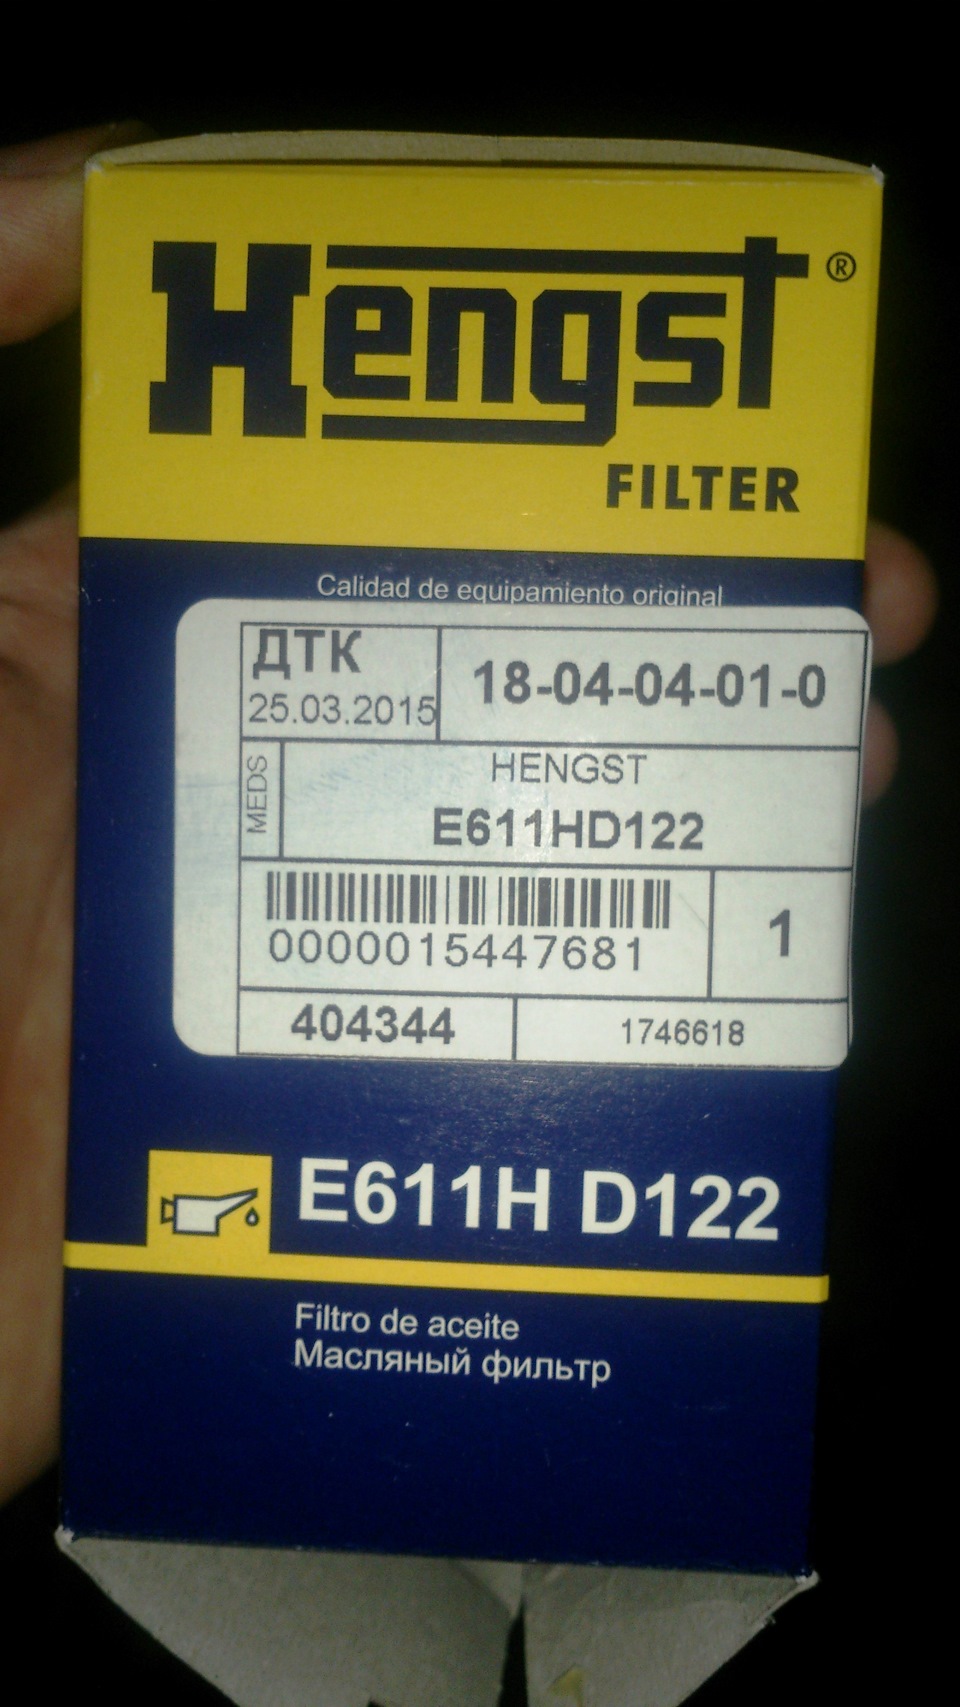 Hengst®
FILTER
Calidad de equipamiento original
ДТК
25.03.2015
18-04-04-01-0
MEDS
HENGST
E611HD122
0000015447681
1
404344
1746618
E611H D122
Filtro de aceite
Масляный фильтр